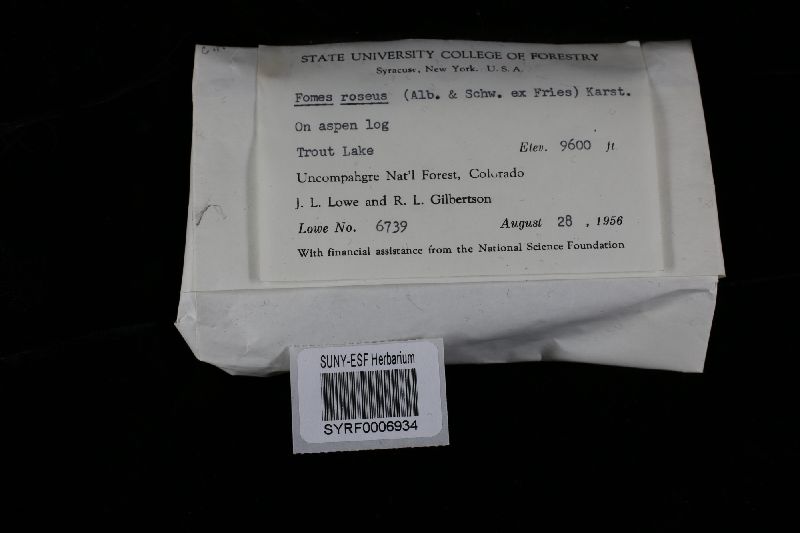 STATE UNIVERSITY COLLEGE OF FORESTRY
Syracuse, New York. U. S. A.
Fomes roseus (Alb. & Schw. ex Fries) Karst.
On aspen log
Trout Lake Elev. 9600 ft
Uncompahgre Nat'l Forest, Colorado
J. L. Lowe and R. L. Gilbertson
Lowe No. 6739 August 28 , 1956
With financial assistance from the National Science Foundation
SUNY-ESF Herbarium
SYRF0006934